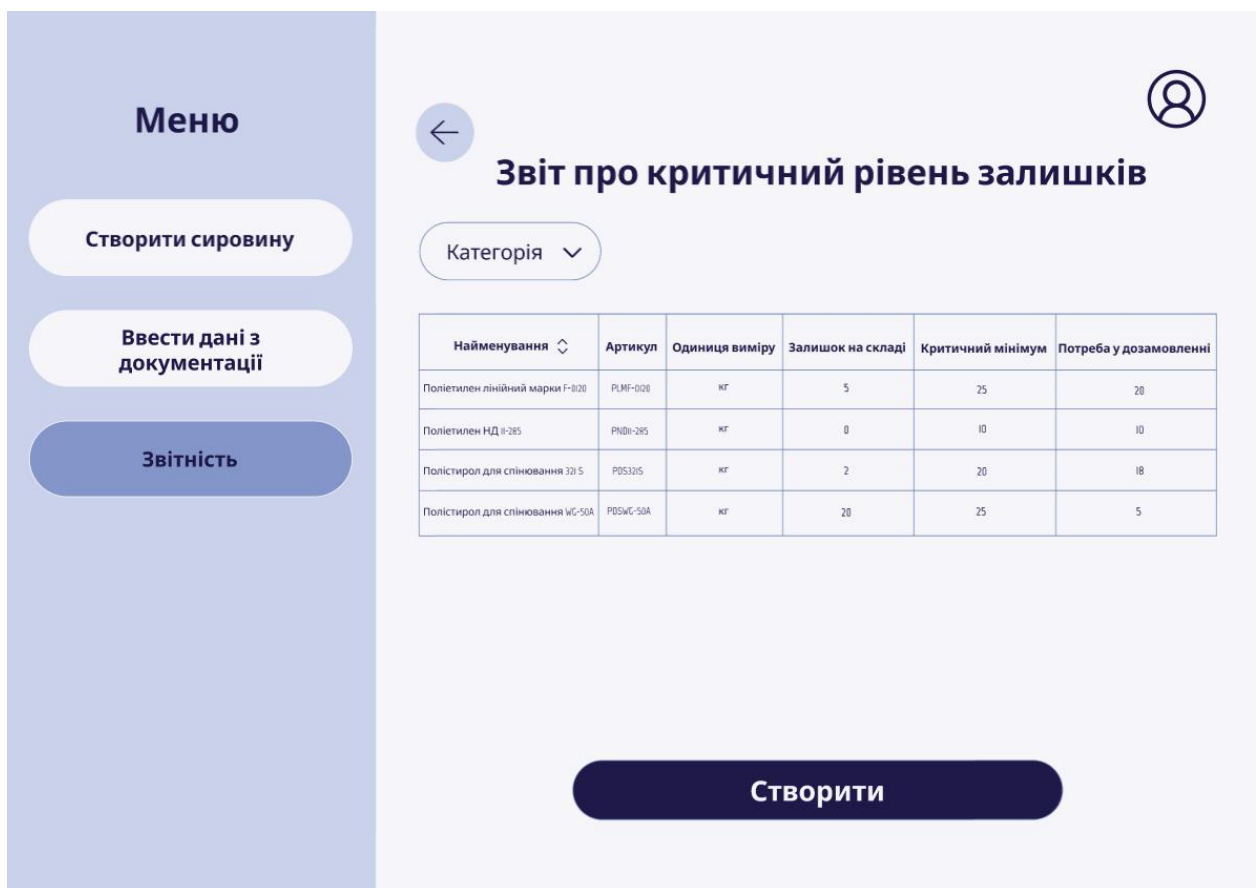 Меню
Створити сировину
Ввести дані з
документації
Звітність
Звіт про критичний рівень залишків
Категорія
Найменування Артикул Одиниця виміру Залишок на складі Критичний мінімум Потреба у дозамовленні
Поліетилен лінійний марки F-0120 PLMF-0120 кг 5 25 20
Поліетилен НД 11-285 PND11-285 кг 0 10 10
Полістирол для спінювання 321 S PDS321S кг 2 20 18
Полістирол для спінювання WG-50A PDSWG-50A кг 20 25 5
Створити